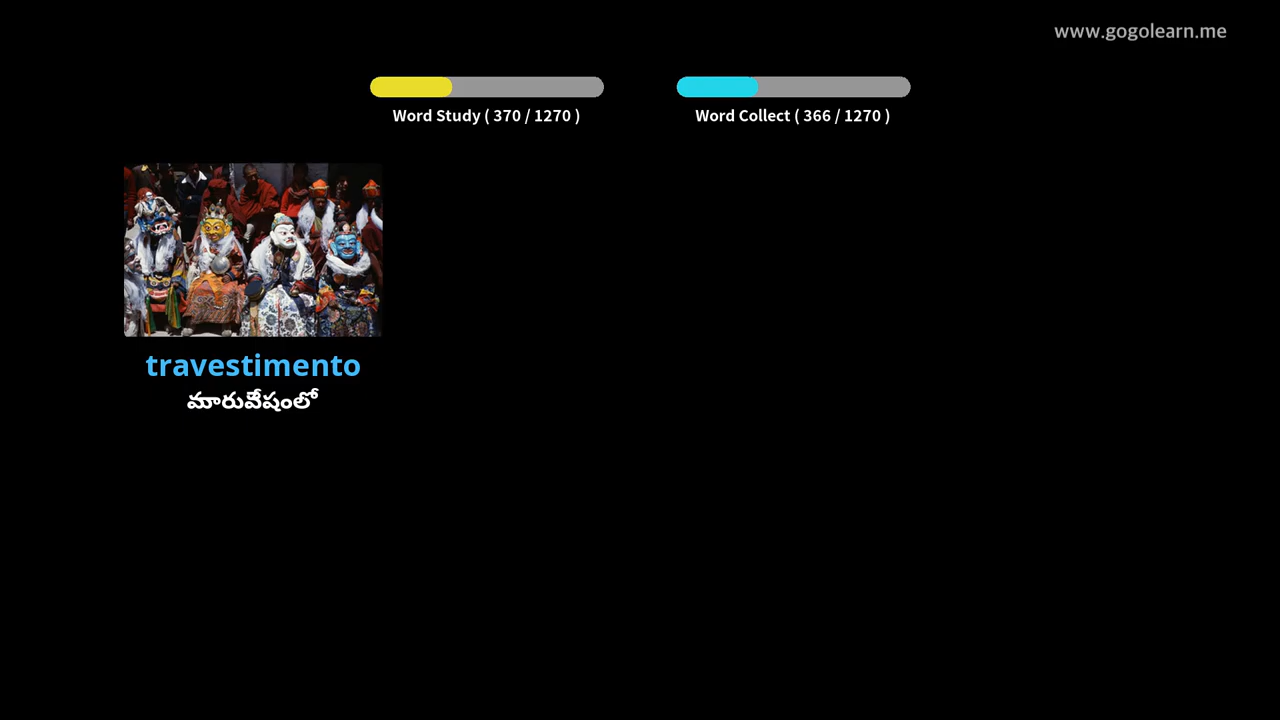 www.gogolearn.me
Word Study ( 370 / 1270 )
Word Collect ( 366 / 1270 )
travestimento
మారువేషంలో